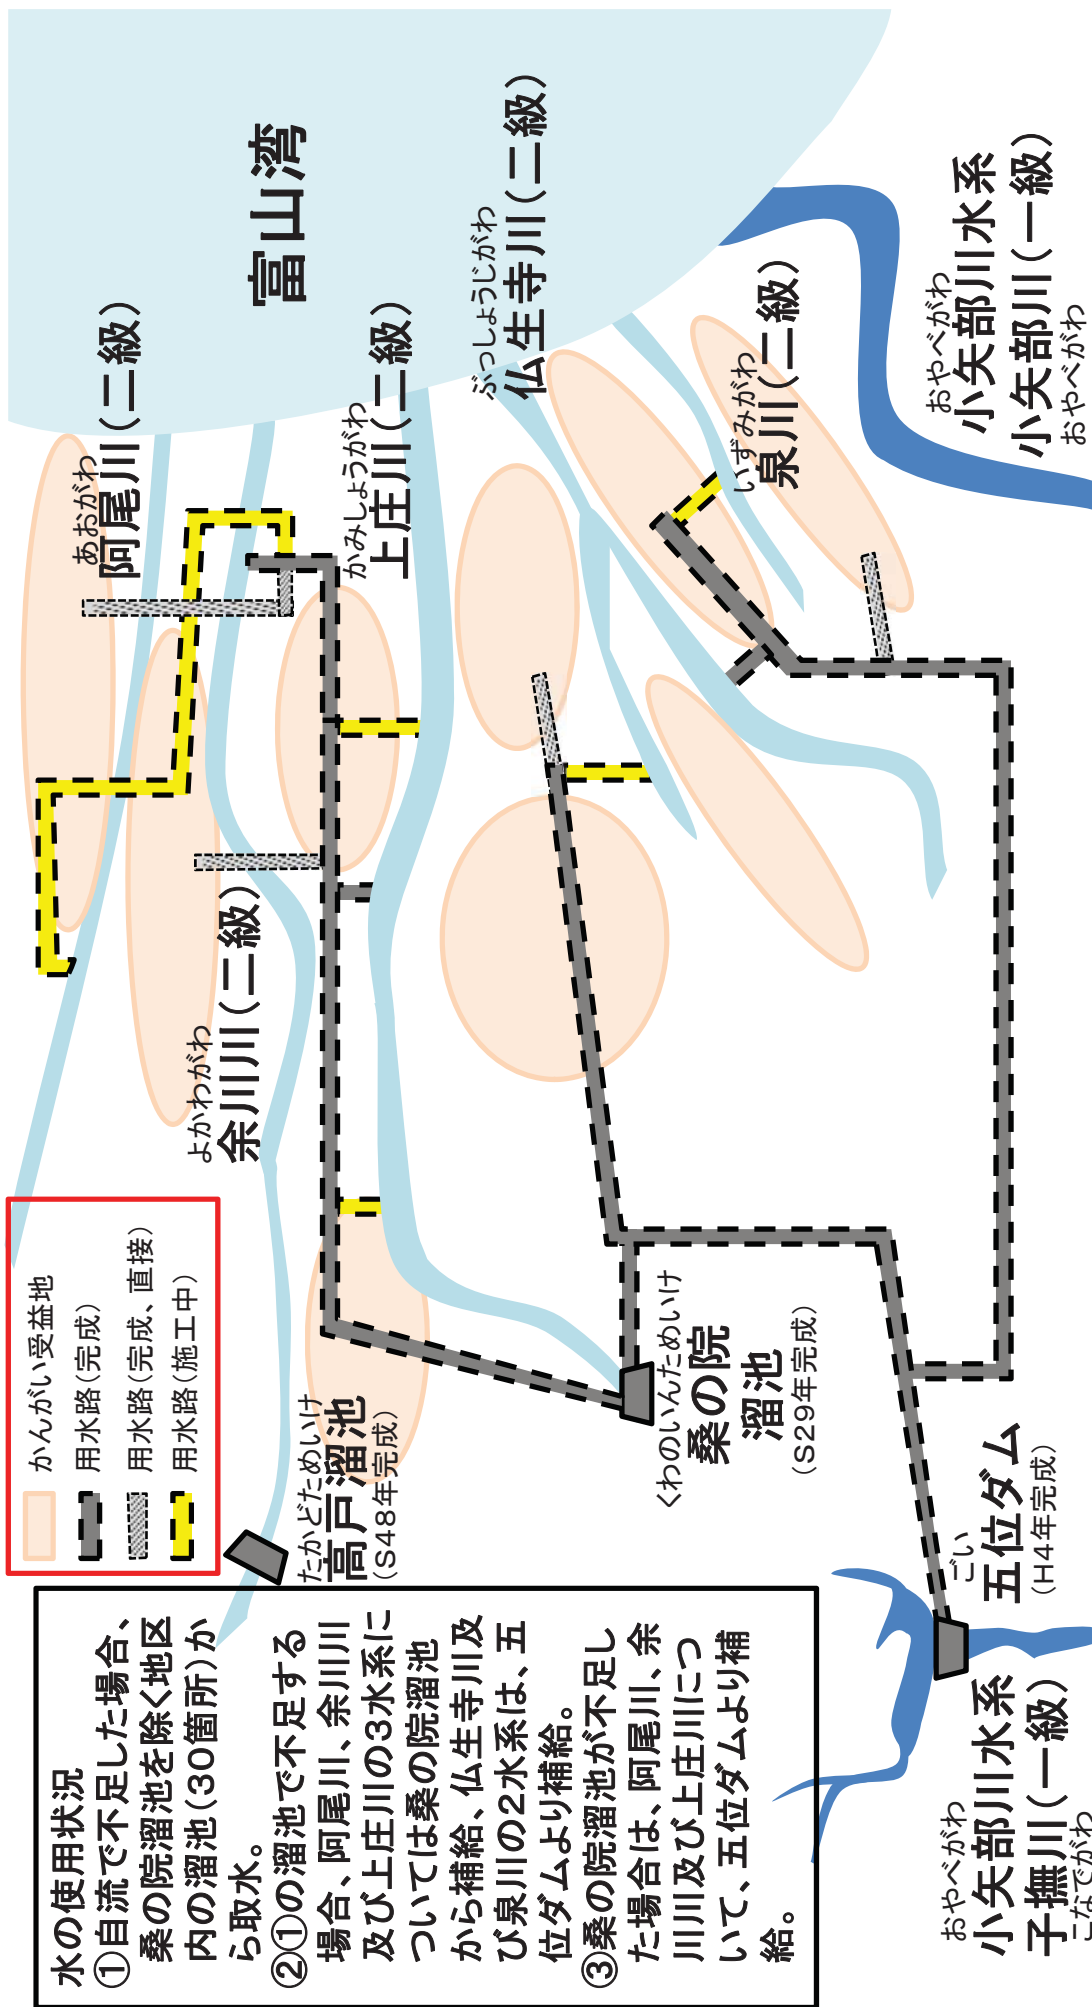 水の使用状況
①自流で不足した場合、
桑の院溜池を除く地区
内の溜池(30箇所)か
ら取水。
②①の溜池で不足する
場合、阿尾川、余川川
及び上庄川の3水系に
ついては桑の院溜池
から補給、仏生寺川及
び泉川の2水系は、五
位ダムより補給。
③桑の院溜池が不足し
た場合は、阿尾川、余
川川及び上庄川につ
いて、五位ダムより補
給。
かんがい受益地
用水路(完成)
用水路(完成、直接)
用水路(施工中)
あおがわ
阿尾川(二級)
よかわがわ
余川川(二級)
富山湾
かみしょうがわ
上庄川(二級)
ぶっしょうじがわ
仏生寺川(二級)
いずみがわ
泉川(二級)
おやべがわ
小矢部川水系
小矢部川(一級)
おやべがわ
たかどためいけ
高戸溜池
(S48年完成)
くわのいんためいけ
桑の院
溜池
(S29年完成)
ごい
五位ダム
(H4年完成)
おやべがわ
小矢部川水系
子撫川(一級)
こなでがわ